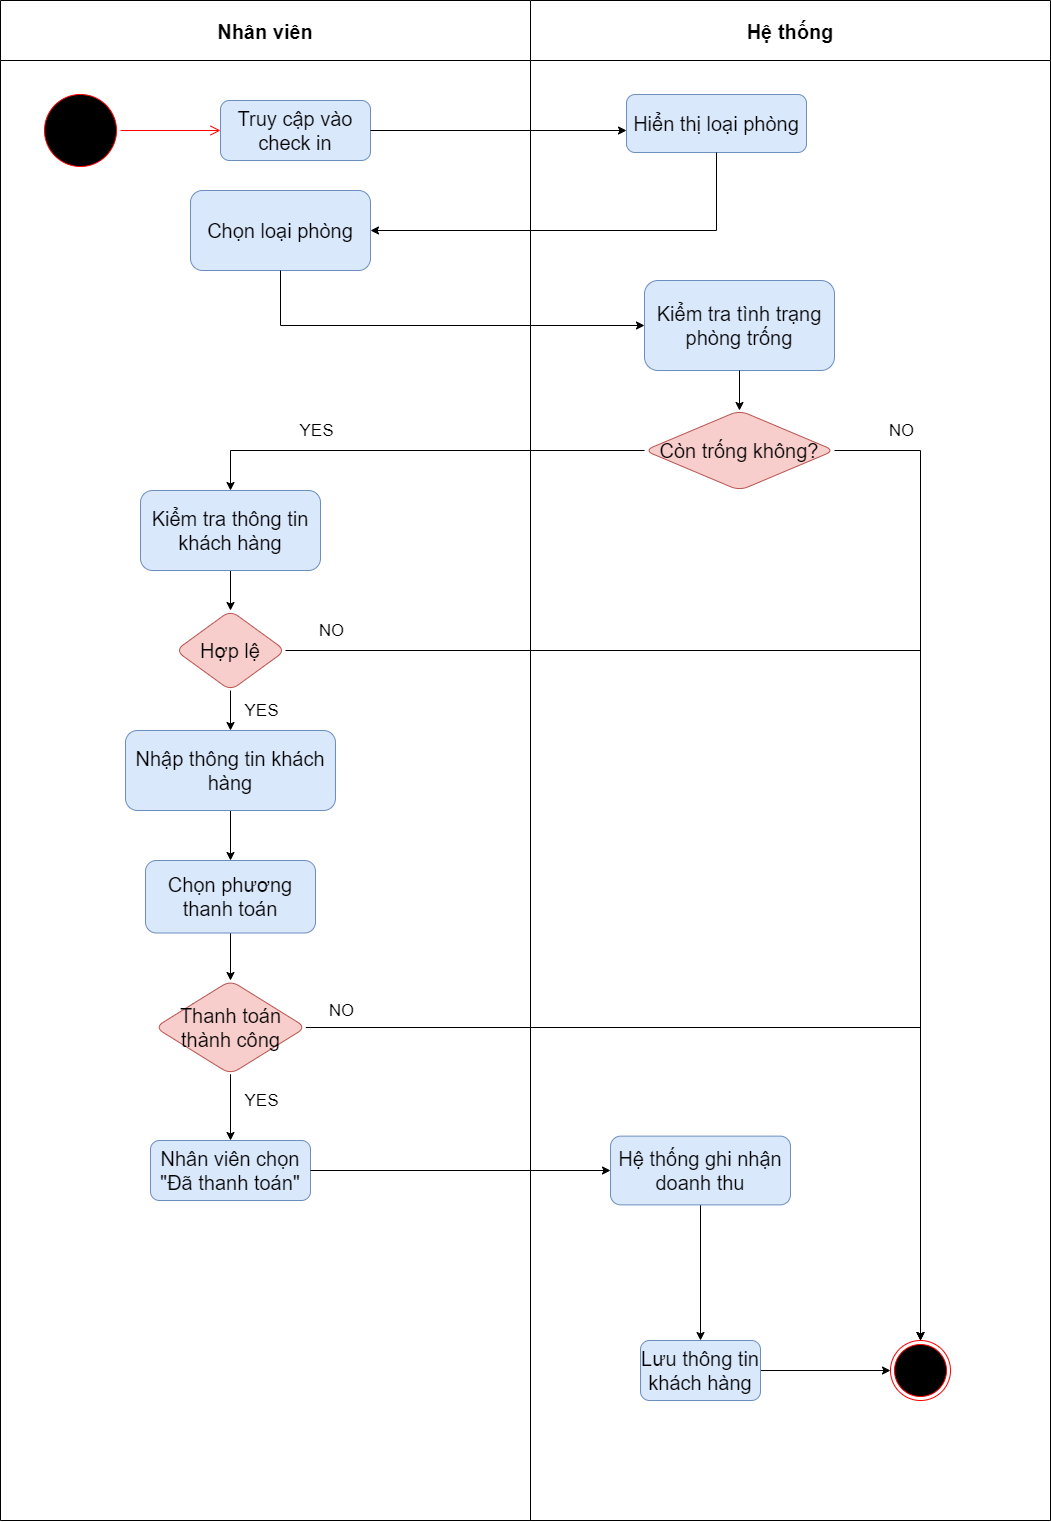 Nhân viên
Hệ thống
Truy cập vào
check in
Hiển thị loại phòng
Chọn loại phòng
Kiểm tra tình trạng
phòng trống
YES
Còn trống không?
NO
Kiểm tra thông tin
khách hàng
Hợp lệ
NO
YES
Nhập thông tin khách
hàng
Chọn phương
thanh toán
Thanh toán
thành công
NO
YES
Nhân viên chọn
"Đã thanh toán"
Hệ thống ghi nhận
doanh thu
Lưu thông tin
khách hàng